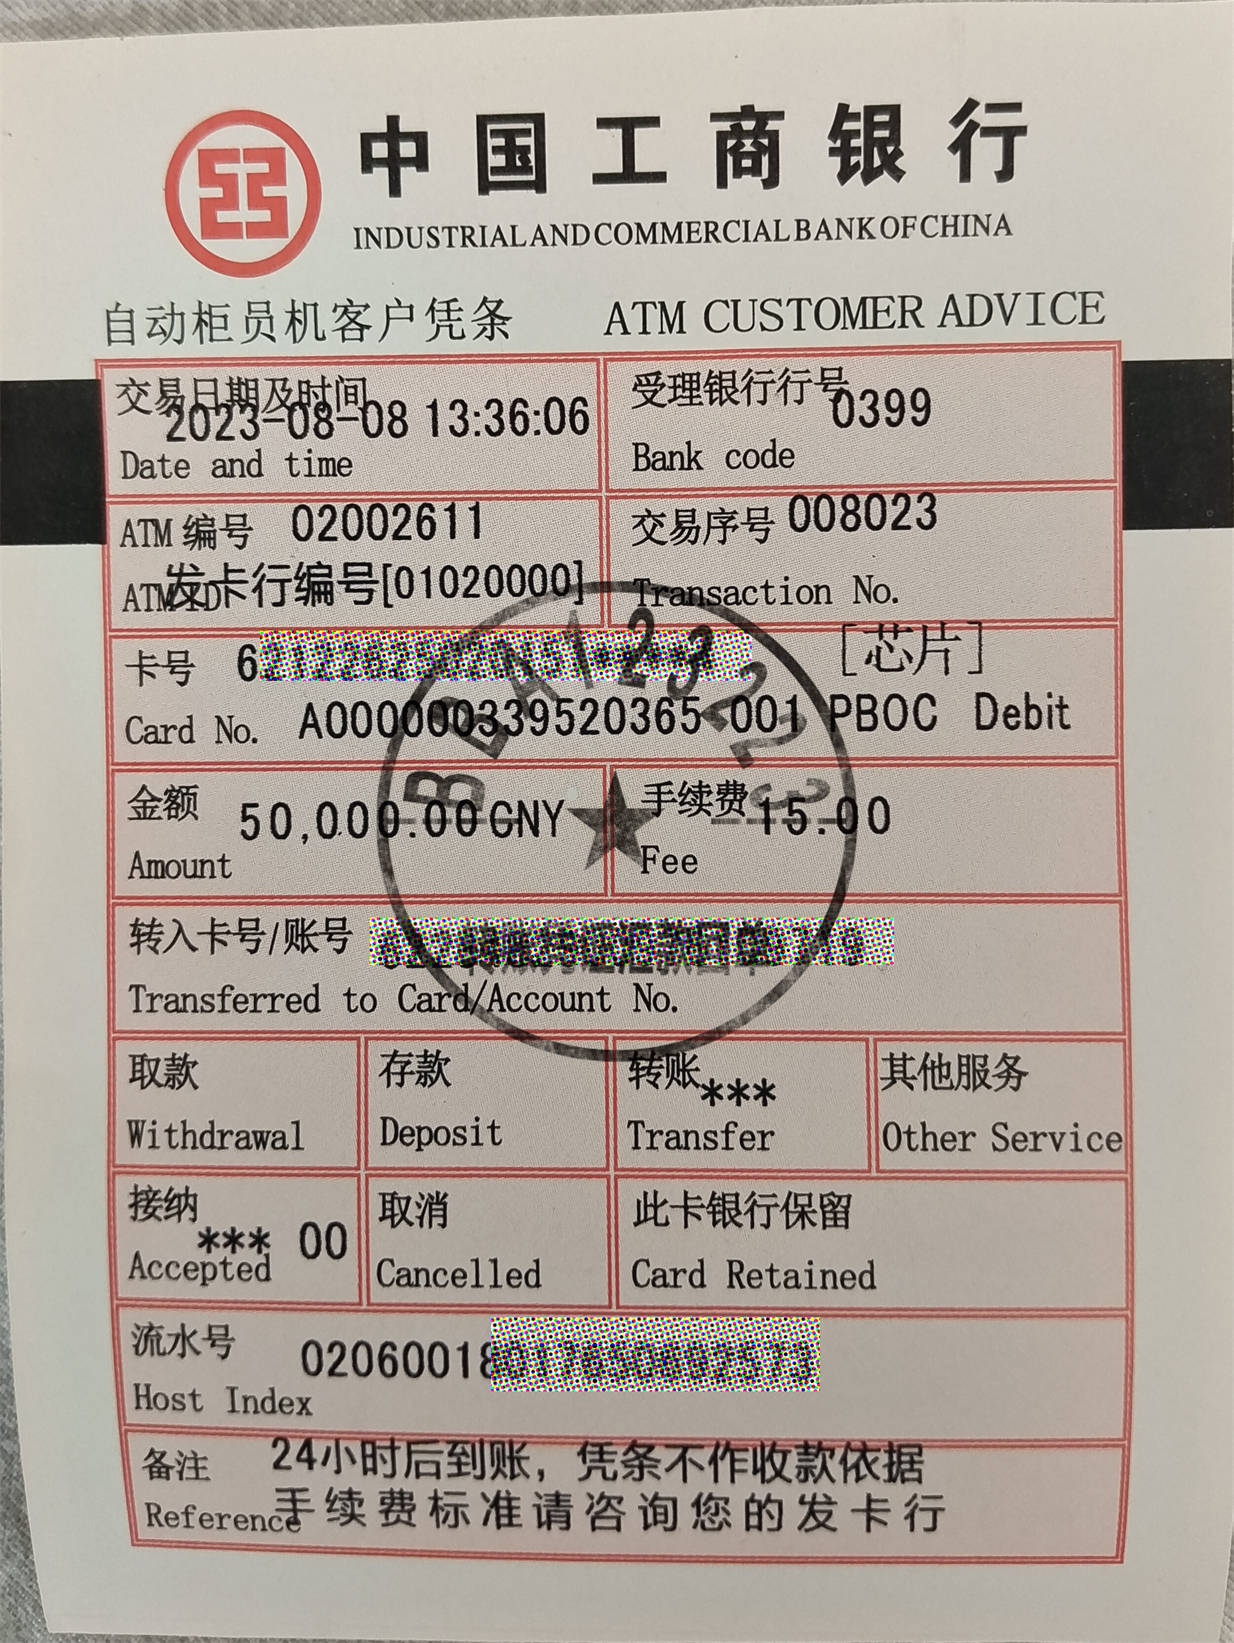 中国工商银行
INDUSTRIAL AND COMMERCIAL BANK OF CHINA
自动柜员机客户凭条 ATM CUSTOMER ADVICE
交易日期及时间 2023-08-08 13:36:06
Date and time
受理银行行号 0399
Bank code
ATM 编号 02002611
ATM ID 发卡行编号[01020000]
交易序号 008023
Transaction No.
卡号 6 [芯片]
Card No. A0000000339520365 001 PBOC Debit
BBA1232223
金额 50,000.00 GNY
Amount
手续费 15.00
Fee
转入卡号/账号
Transferred to Card/Account No.
取款
Withdrawal
存款
Deposit
转账 ***
Transfer
其他服务
Other Service
接纳 *** 00
Accepted
取消
Cancelled
此卡银行保留
Card Retained
流水号 02060018
Host Index
备注 24小时后到账，凭条不作收款依据
Reference 手续费标准请咨询您的发卡行